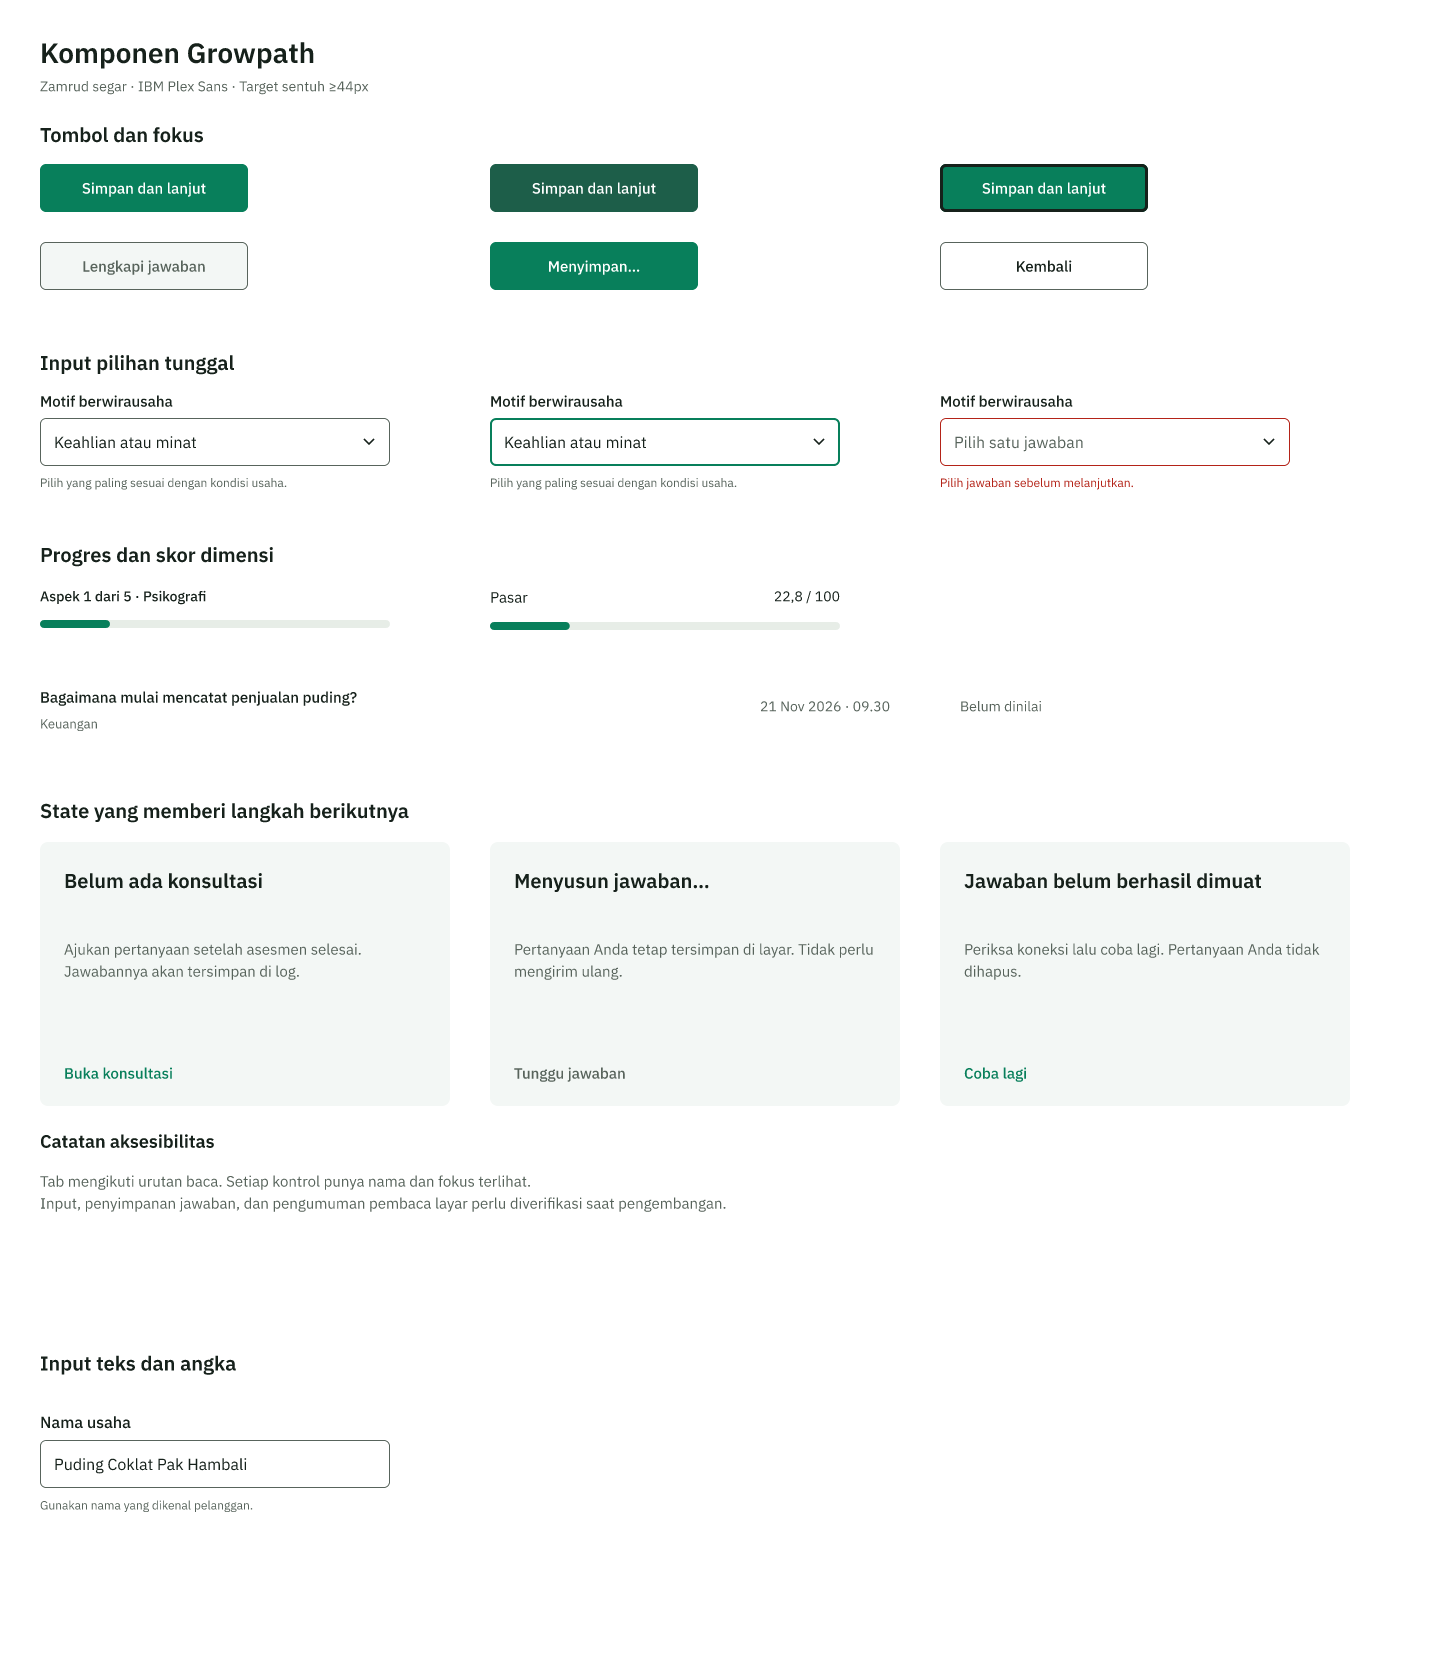 Komponen Growpath
Zamrud segar · IBM Plex Sans · Target sentuh ≥44px
Tombol dan fokus
Simpan dan lanjut
Simpan dan lanjut
Simpan dan lanjut
Lengkapi jawaban
Menyimpan...
Kembali
Input pilihan tunggal
Motif berwirausaha
Keahlian atau minat
Pilih yang paling sesuai dengan kondisi usaha.
Motif berwirausaha
Keahlian atau minat
Pilih yang paling sesuai dengan kondisi usaha.
Motif berwirausaha
Pilih satu jawaban
Pilih jawaban sebelum melanjutkan.
Progres dan skor dimensi
Aspek 1 dari 5 · Psikografi
Pasar
22,8 / 100
Bagaimana mulai mencatat penjualan puding?
Keuangan
21 Nov 2026 · 09.30
Belum dinilai
State yang memberi langkah berikutnya
Belum ada konsultasi
Ajukan pertanyaan setelah asesmen selesai.
Jawabannya akan tersimpan di log.
Buka konsultasi
Menyusun jawaban...
Pertanyaan Anda tetap tersimpan di layar. Tidak perlu
mengirim ulang.
Tunggu jawaban
Jawaban belum berhasil dimuat
Periksa koneksi lalu coba lagi. Pertanyaan Anda tidak
dihapus.
Coba lagi
Catatan aksesibilitas
Tab mengikuti urutan baca. Setiap kontrol punya nama dan fokus terlihat.
Input, penyimpanan jawaban, dan pengumuman pembaca layar perlu diverifikasi saat pengembangan.
Input teks dan angka
Nama usaha
Puding Coklat Pak Hambali
Gunakan nama yang dikenal pelanggan.